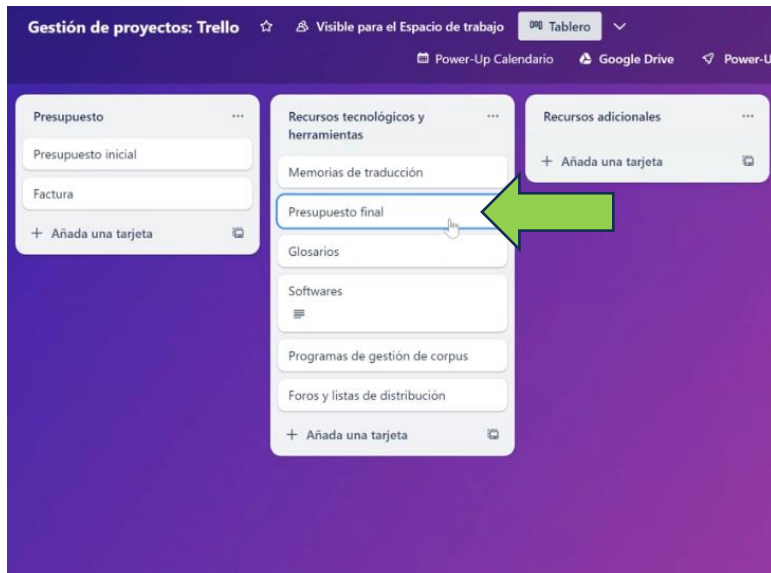 Gestión de proyectos: Trello
Visible para el Espacio de trabajo
Tablero
Power-Up Calendario
Google Drive
Power-U
Presupuesto
Presupuesto inicial
Factura
+ Añada una tarjeta
Recursos tecnológicos y
herramientas
Memorias de traducción
Presupuesto final
Glosarios
Softwares
Programas de gestión de corpus
Foros y listas de distribución
+ Añada una tarjeta
Recursos adicionales
+ Añada una tarjeta